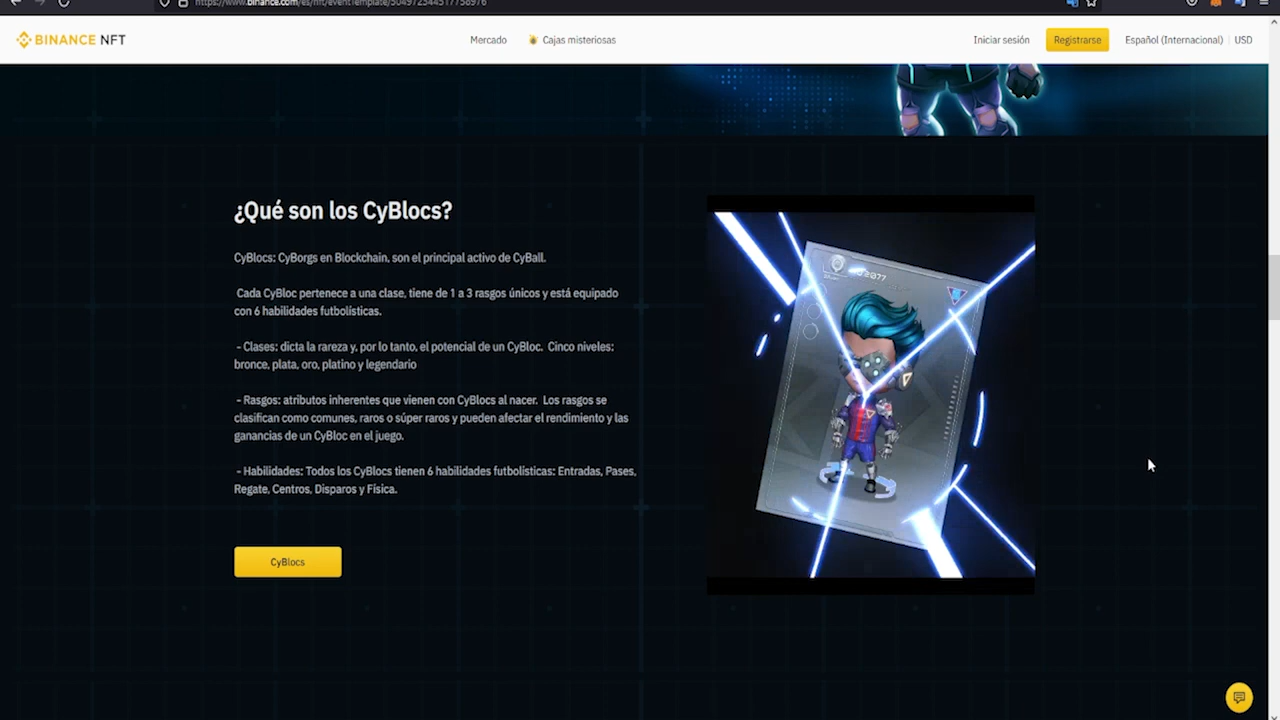 https://www.binance.com/es/nft/eventTemplate/504972344517758976
BINANCE NFT
Mercado
Cajas misteriosas
Iniciar sesión
Registrarse
Español (Internacional)
USD
¿Qué son los CyBlocs?
CyBlocs: CyBorgs en Blockchain, son el principal activo de CyBall.
Cada CyBloc pertenece a una clase, tiene de 1 a 3 rasgos únicos y está equipado
con 6 habilidades futbolísticas.
- Clases: dicta la rareza y, por lo tanto, el potencial de un CyBloc. Cinco niveles:
bronce, plata, oro, platino y legendario
- Rasgos: atributos inherentes que vienen con CyBlocs al nacer. Los rasgos se
clasifican como comunes, raros o súper raros y pueden afectar el rendimiento y las
ganancias de un CyBloc en el juego.
- Habilidades: Todos los CyBlocs tienen 6 habilidades futbolísticas: Entradas, Pases,
Regate, Centros, Disparos y Física.
CyBlocs